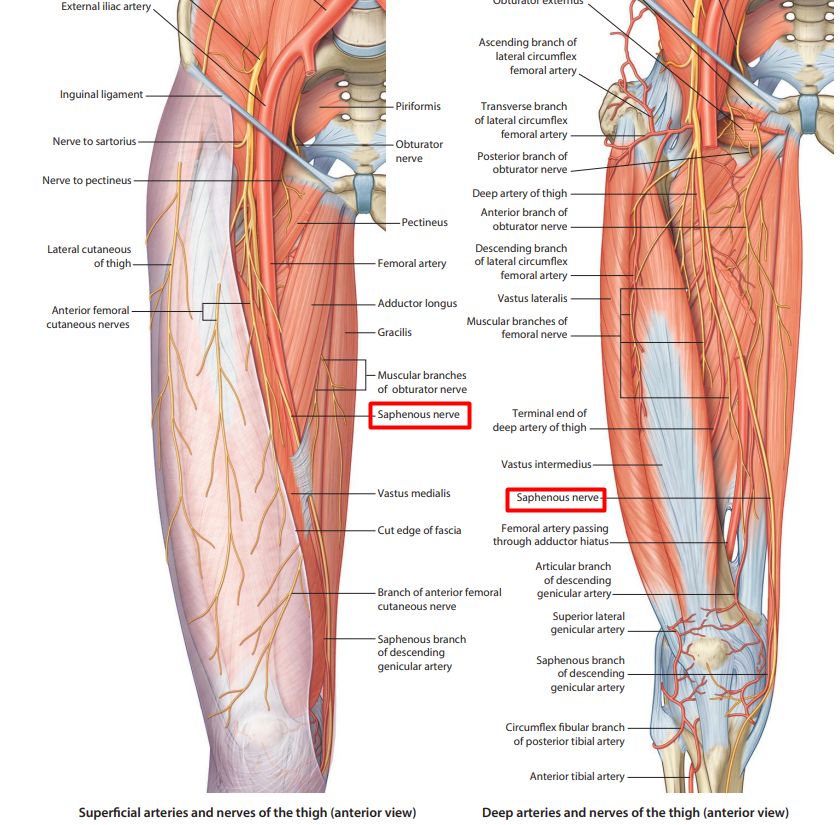 External iliac artery
Inguinal ligament
Nerve to sartorius
Nerve to pectineus
Lateral cutaneous
of thigh
Anterior femoral
cutaneous nerves
Piriformis
Obturator
nerve
Pectineus
Femoral artery
Adductor longus
Gracilis
Muscular branches
of obturator nerve
Saphenous nerve
Vastus medialis
Cut edge of fascia
Branch of anterior femoral
cutaneous nerve
Saphenous branch
of descending
genicular artery
Superficial arteries and nerves of the thigh (anterior view)
Obturator externus
Ascending branch of
lateral circumflex
femoral artery
Transverse branch
of lateral circumflex
femoral artery
Posterior branch of
obturator nerve
Deep artery of thigh
Anterior branch of
obturator nerve
Descending branch
of lateral circumflex
femoral artery
Vastus lateralis
Muscular branches of
femoral nerve
Terminal end of
deep artery of thigh
Vastus intermedius
Saphenous nerve
Femoral artery passing
through adductor hiatus
Articular branch
of descending
genicular artery
Superior lateral
genicular artery
Saphenous branch
of descending
genicular artery
Circumflex fibular branch
of posterior tibial artery
Anterior tibial artery
Deep arteries and nerves of the thigh (anterior view)